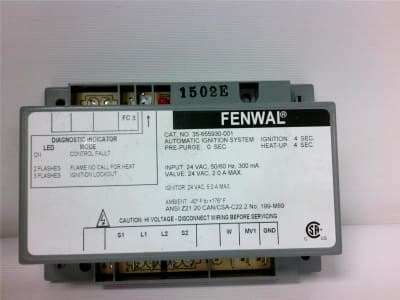 1502E
FC ±
FENWAL®
DIAGNOSTIC INDICATOR
LED MODE
ON CONTROL FAULT
2 FLASHES FLAME NO CALL FOR HEAT
3 FLASHES IGNITION LOCKOUT
CAT. NO. 35-655930-001
AUTOMATIC IGNITION SYSTEM: IGNITION: 4 SEC.
PRE-PURGE: 0 SEC HEAT-UP: 4 SEC.
INPUT: 24 VAC, 50/60 Hz, 300 mA
VALVE: 24 VAC, 2.0 A MAX.
IGNITOR: 24 VAC, 5.0 A MAX.
AMBIENT: -40° F to +176° F
ANSI Z21.20 CAN/CSA-C22.2 No. 199-M89
CAUTION: HI VOLTAGE - DISCONNECT WIRING BEFORE SERVICING
S1 L1 L2 S2 W MV1 GND